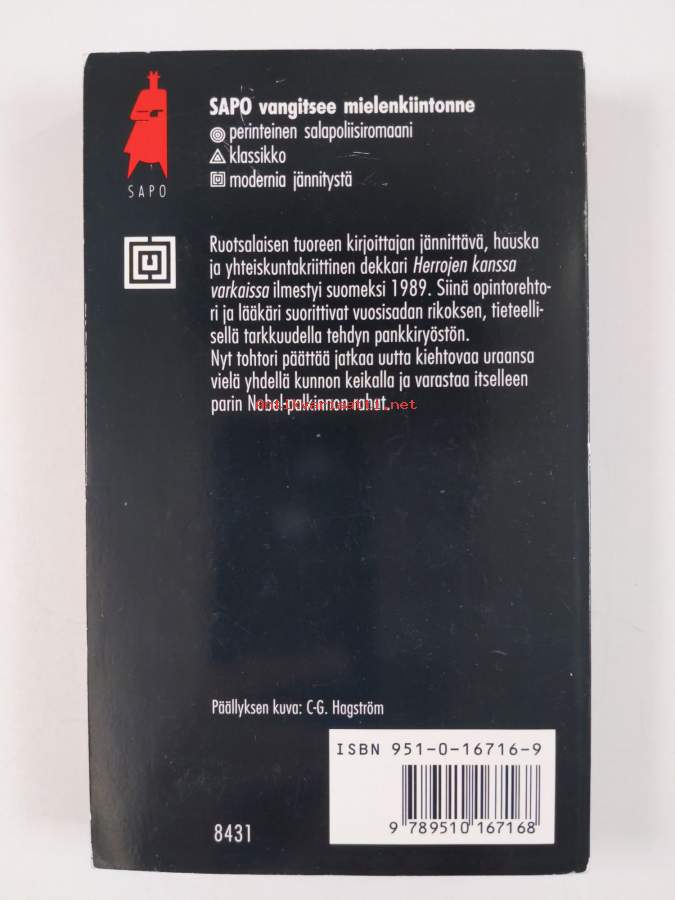 SAPO vangitsee mielenkiintonne
perinteinen salapoliisiromaani
klassikko
modernia jännitystä
SAPO
Ruotsalaisen tuoreen kirjoittajan jännittävä, hauska
ja yhteiskuntakriittinen dekkari Herrojen kanssa
varkaissa ilmestyi suomeksi 1989. Siinä opintorehto-
ri ja lääkäri suorittivat vuosisadan rikoksen, tieteelli-
sellä tarkkuudella tehdyn pankkiryöstön.
Nyt tohtori päättää jatkaa uutta kiehtovaa uraansa
vielä yhdellä kunnon keikalla ja varastaa itselleen
parin Nobel-palkinnon rahat.
Antikvariaatti.net
Päällyksen kuva: C-G. Hagström
ISBN 951-0-16716-9
9 789510 167168
8431